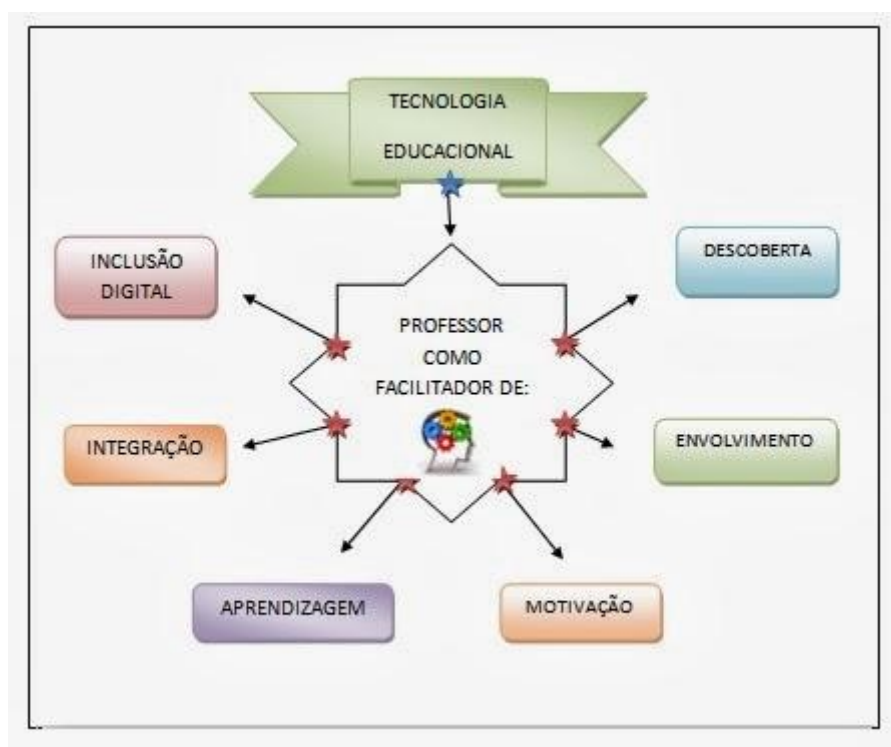 TECNOLOGIA
EDUCACIONAL
INCLUSÃO
DIGITAL
DESCOBERTA
PROFESSOR
COMO
FACILITADOR DE:
INTEGRAÇÃO
ENVOLVIMENTO
APRENDIZAGEM
MOTIVAÇÃO